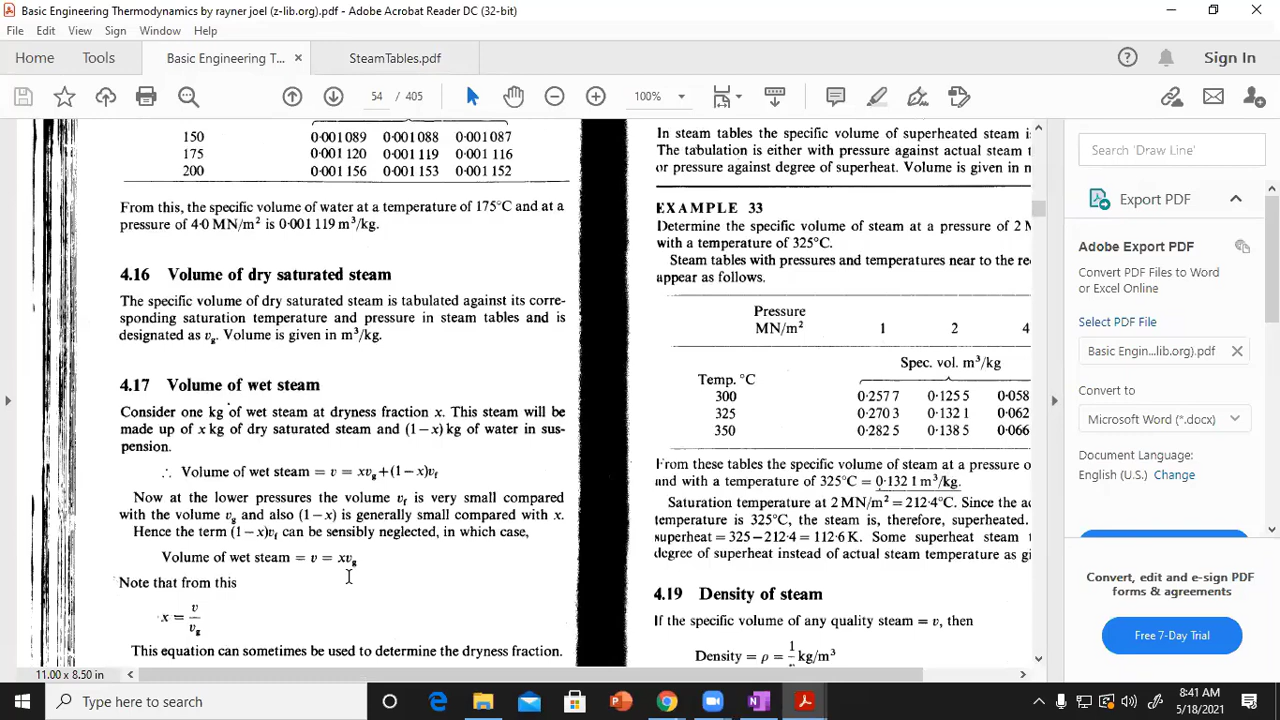 Basic Engineering Thermodynamics by rayner joel (z-lib.org).pdf - Adobe Acrobat Reader DC (32-bit)
File Edit View Sign Window Help
Home Tools Basic Engineering T... × SteamTables.pdf Sign In
54 / 405 100%
150 0·001 089 0·001 088 0·001 087
175 0·001 120 0·001 119 0·001 116
200 0·001 156 0·001 153 0·001 152
From this, the specific volume of water at a temperature of 175°C and at a
pressure of 4·0 MN/m² is 0·001 119 m³/kg.
4.16 Volume of dry saturated steam
The specific volume of dry saturated steam is tabulated against its corre-
sponding saturation temperature and pressure in steam tables and is
designated as vg. Volume is given in m³/kg.
4.17 Volume of wet steam
Consider one kg of wet steam at dryness fraction x. This steam will be
made up of x kg of dry saturated steam and (1−x) kg of water in sus-
pension.
∴ Volume of wet steam = v = xvg+(1−x)vf
Now at the lower pressures the volume vf is very small compared
with the volume vg and also (1−x) is generally small compared with x.
Hence the term (1−x)vf can be sensibly neglected, in which case,
Volume of wet steam = v = xvg
Note that from this
x = v/vg
This equation can sometimes be used to determine the dryness fraction.
In steam tables the specific volume of superheated steam i
The tabulation is either with pressure against actual steam t
or pressure against degree of superheat. Volume is given in m
EXAMPLE 33
Determine the specific volume of steam at a pressure of 2 M
with a temperature of 325°C.
Steam tables with pressures and temperatures near to the re
appear as follows.
Pressure
MN/m² 1 2 4
Spec. vol. m³/kg
Temp. °C
300 0·257 7 0·125 5 0·058
325 0·270 3 0·132 1 0·062
350 0·282 5 0·138 5 0·066
From these tables the specific volume of steam at a pressure o
and with a temperature of 325°C = 0·132 1 m³/kg.
Saturation temperature at 2 MN/m² = 212·4°C. Since the ac
temperature is 325°C, the steam is, therefore, superheated.
superheat = 325−212·4 = 112·6 K. Some superheat steam t
degree of superheat instead of actual steam temperature as gi
4.19 Density of steam
If the specific volume of any quality steam = v, then
Density = ρ = 1/v kg/m³
11.00 x 8.50 in
Search 'Draw Line'
Export PDF
Adobe Export PDF
Convert PDF Files to Word
or Excel Online
Select PDF File
Basic Engin...lib.org).pdf
Convert to
Microsoft Word (*.docx)
Document Language:
English (U.S.) Change
Convert, edit and e-sign PDF
forms & agreements
Free 7-Day Trial
Type here to search
8:41 AM
5/18/2021